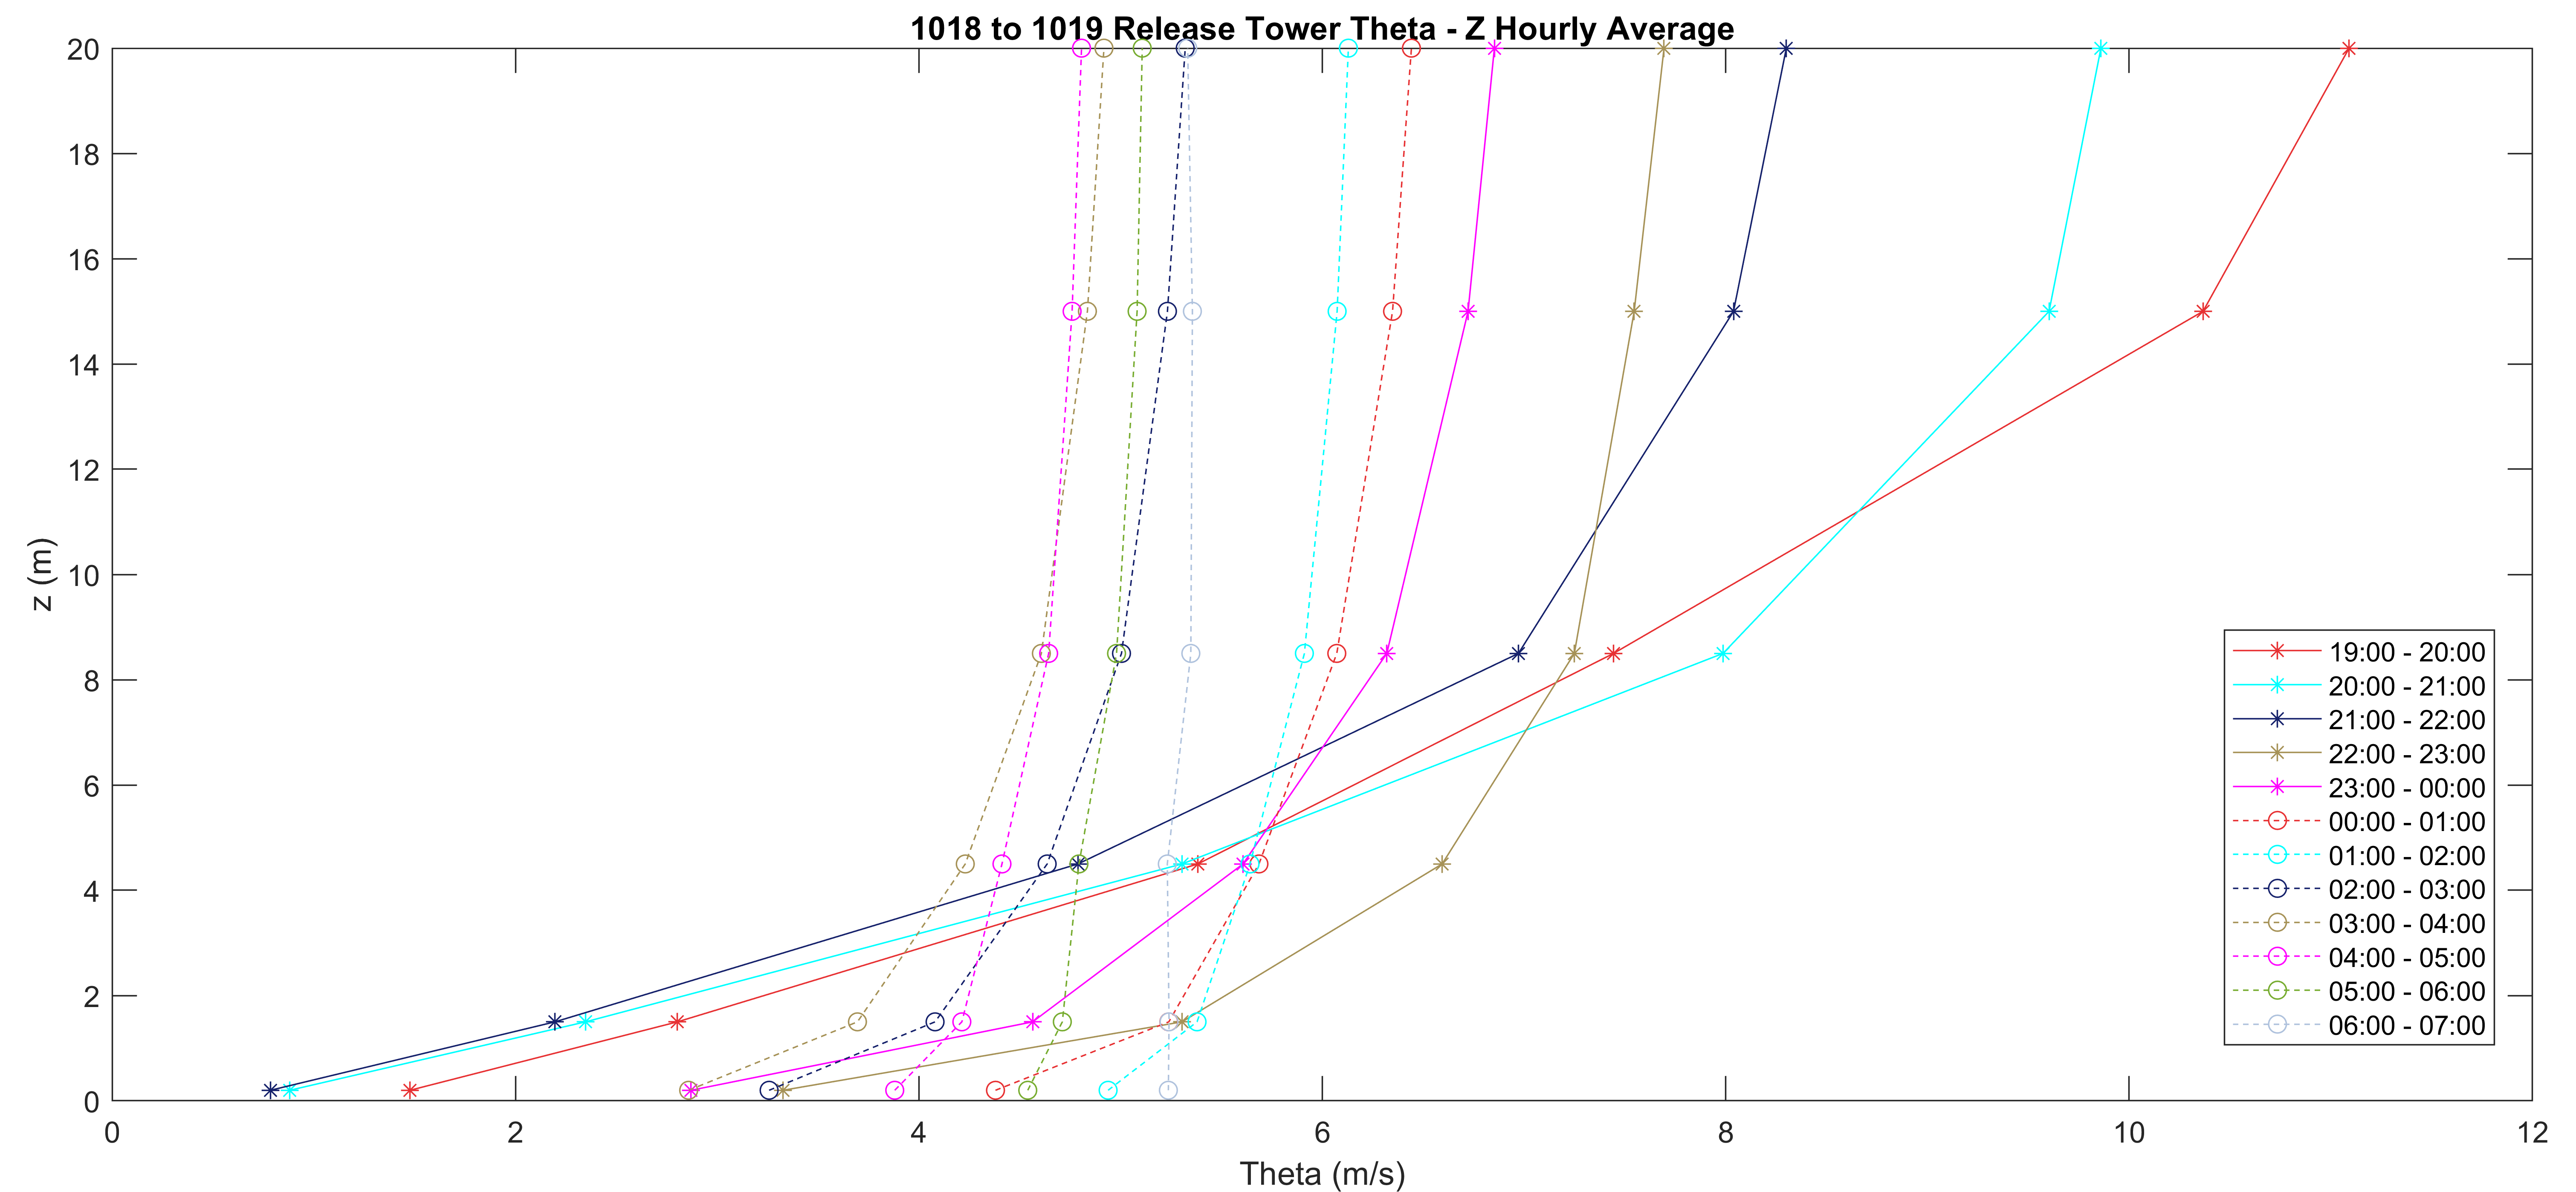 1018 to 1019 Release Tower Theta - Z Hourly Average
20
18
16
14
12
10
8
6
4
2
0
z (m)
0 2 4 6 8 10 12
Theta (m/s)
19:00 - 20:00
20:00 - 21:00
21:00 - 22:00
22:00 - 23:00
23:00 - 00:00
00:00 - 01:00
01:00 - 02:00
02:00 - 03:00
03:00 - 04:00
04:00 - 05:00
05:00 - 06:00
06:00 - 07:00